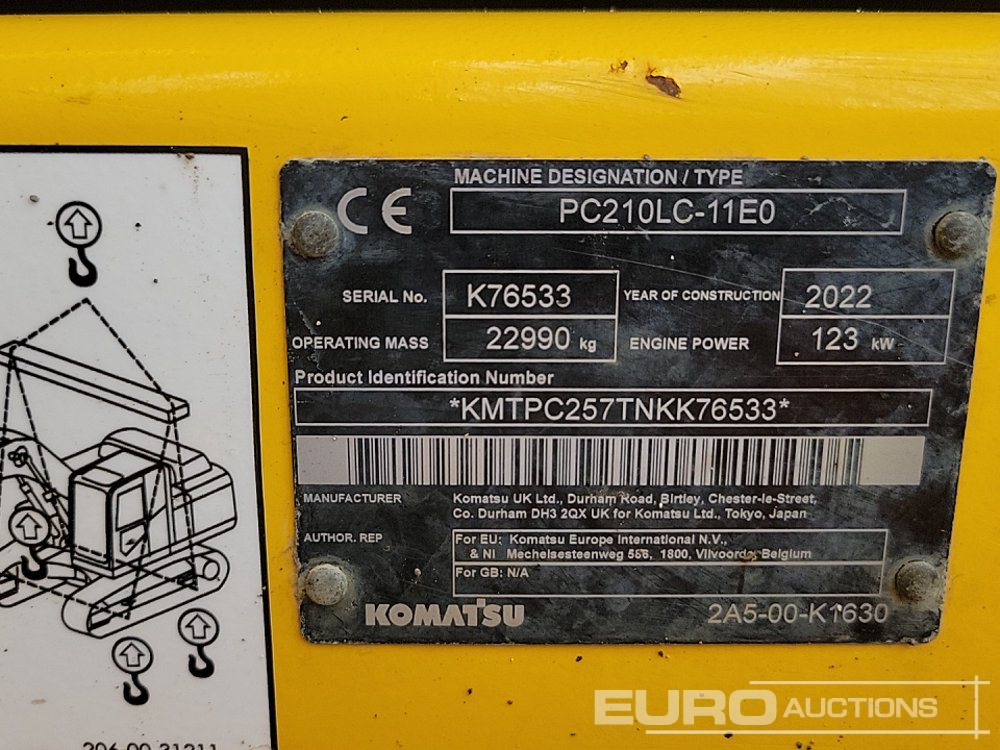 CE
MACHINE DESIGNATION / TYPE
PC210LC-11E0
SERIAL No. K76533 YEAR OF CONSTRUCTION 2022
OPERATING MASS 22990 kg ENGINE POWER 123 kW
Product Identification Number
*KMTPC257TNKK76533*
MANUFACTURER Komatsu UK Ltd., Durham Road, Birtley, Chester-le-Street,
Co. Durham DH3 2QX UK for Komatsu Ltd., Tokyo, Japan
AUTHOR. REP For EU: Komatsu Europe International N.V.,
& NI Mechelsesteenweg 586, 1800, Vilvoorde, Belgium
For GB: N/A
KOMATSU 2A5-00-K1630
EURO AUCTIONS